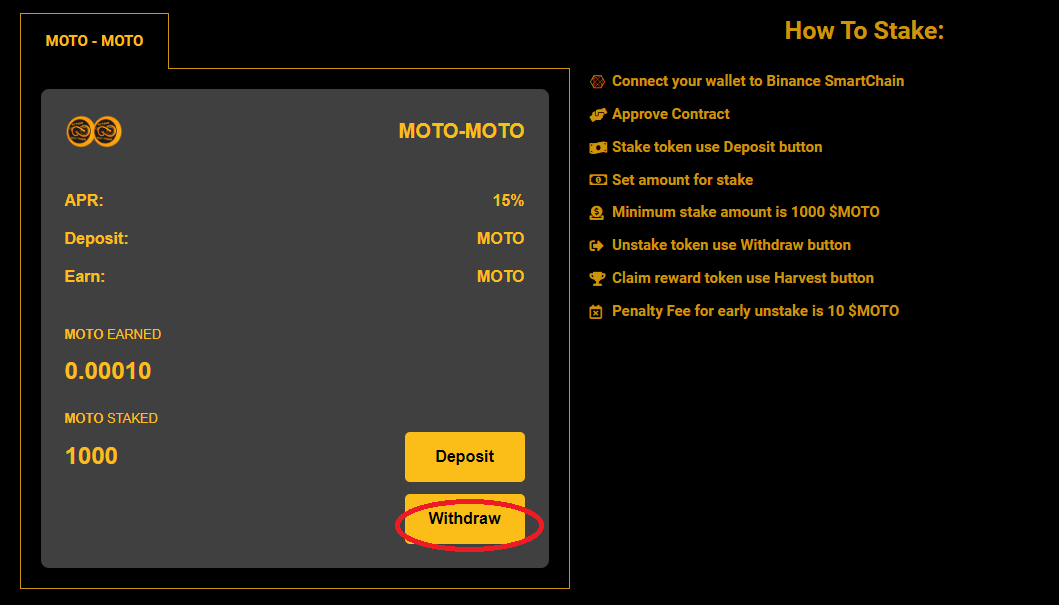 MOTO - MOTO
MOTO-MOTO
APR: 15%
Deposit: MOTO
Earn: MOTO
MOTO EARNED
0.00010
MOTO STAKED
1000
Deposit
Withdraw
How To Stake:
Connect your wallet to Binance SmartChain
Approve Contract
Stake token use Deposit button
Set amount for stake
Minimum stake amount is 1000 $MOTO
Unstake token use Withdraw button
Claim reward token use Harvest button
Penalty Fee for early unstake is 10 $MOTO